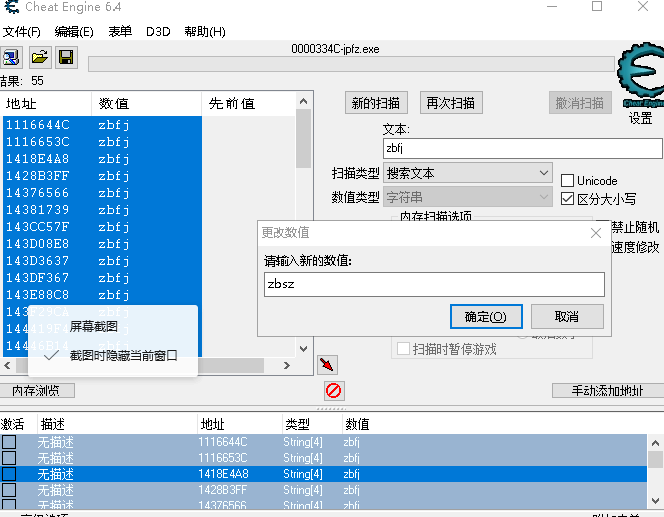 Cheat Engine 6.4
文件(F) 编辑(E) 表单 D3D 帮助(H)
0000334C-jpfz.exe
结果: 55
地址 数值 先前值
1116644C zbfj
1116653C zbfj
1418E4A8 zbfj
1428B3FF zbfj
14376566 zbfj
14381739 zbfj
143CC57F zbfj
143D08E8 zbfj
143D3637 zbfj
143DF367 zbfj
143E88C8 zbfj
143F29CA zbfj
zbfj
zbfj
新的扫描 再次扫描 撤消扫描
Cheat Engine
设置
文本:
zbfj
扫描类型 搜索文本
数值类型 字符串
Unicode
区分大小写
内存扫描选项
禁止随机
速度修改
更改数值
请输入新的数值:
zbsz
确定(O) 取消
扫描时暂停游戏
屏幕截图
截图时隐藏当前窗口
内存浏览 手动添加地址
激活 描述 地址 类型 数值
无描述 1116644C String[4] zbfj
无描述 1116653C String[4] zbfj
无描述 1418E4A8 String[4] zbfj
无描述 1428B3FF String[4] zbfj
无描述 14376566 String[4] zbfj